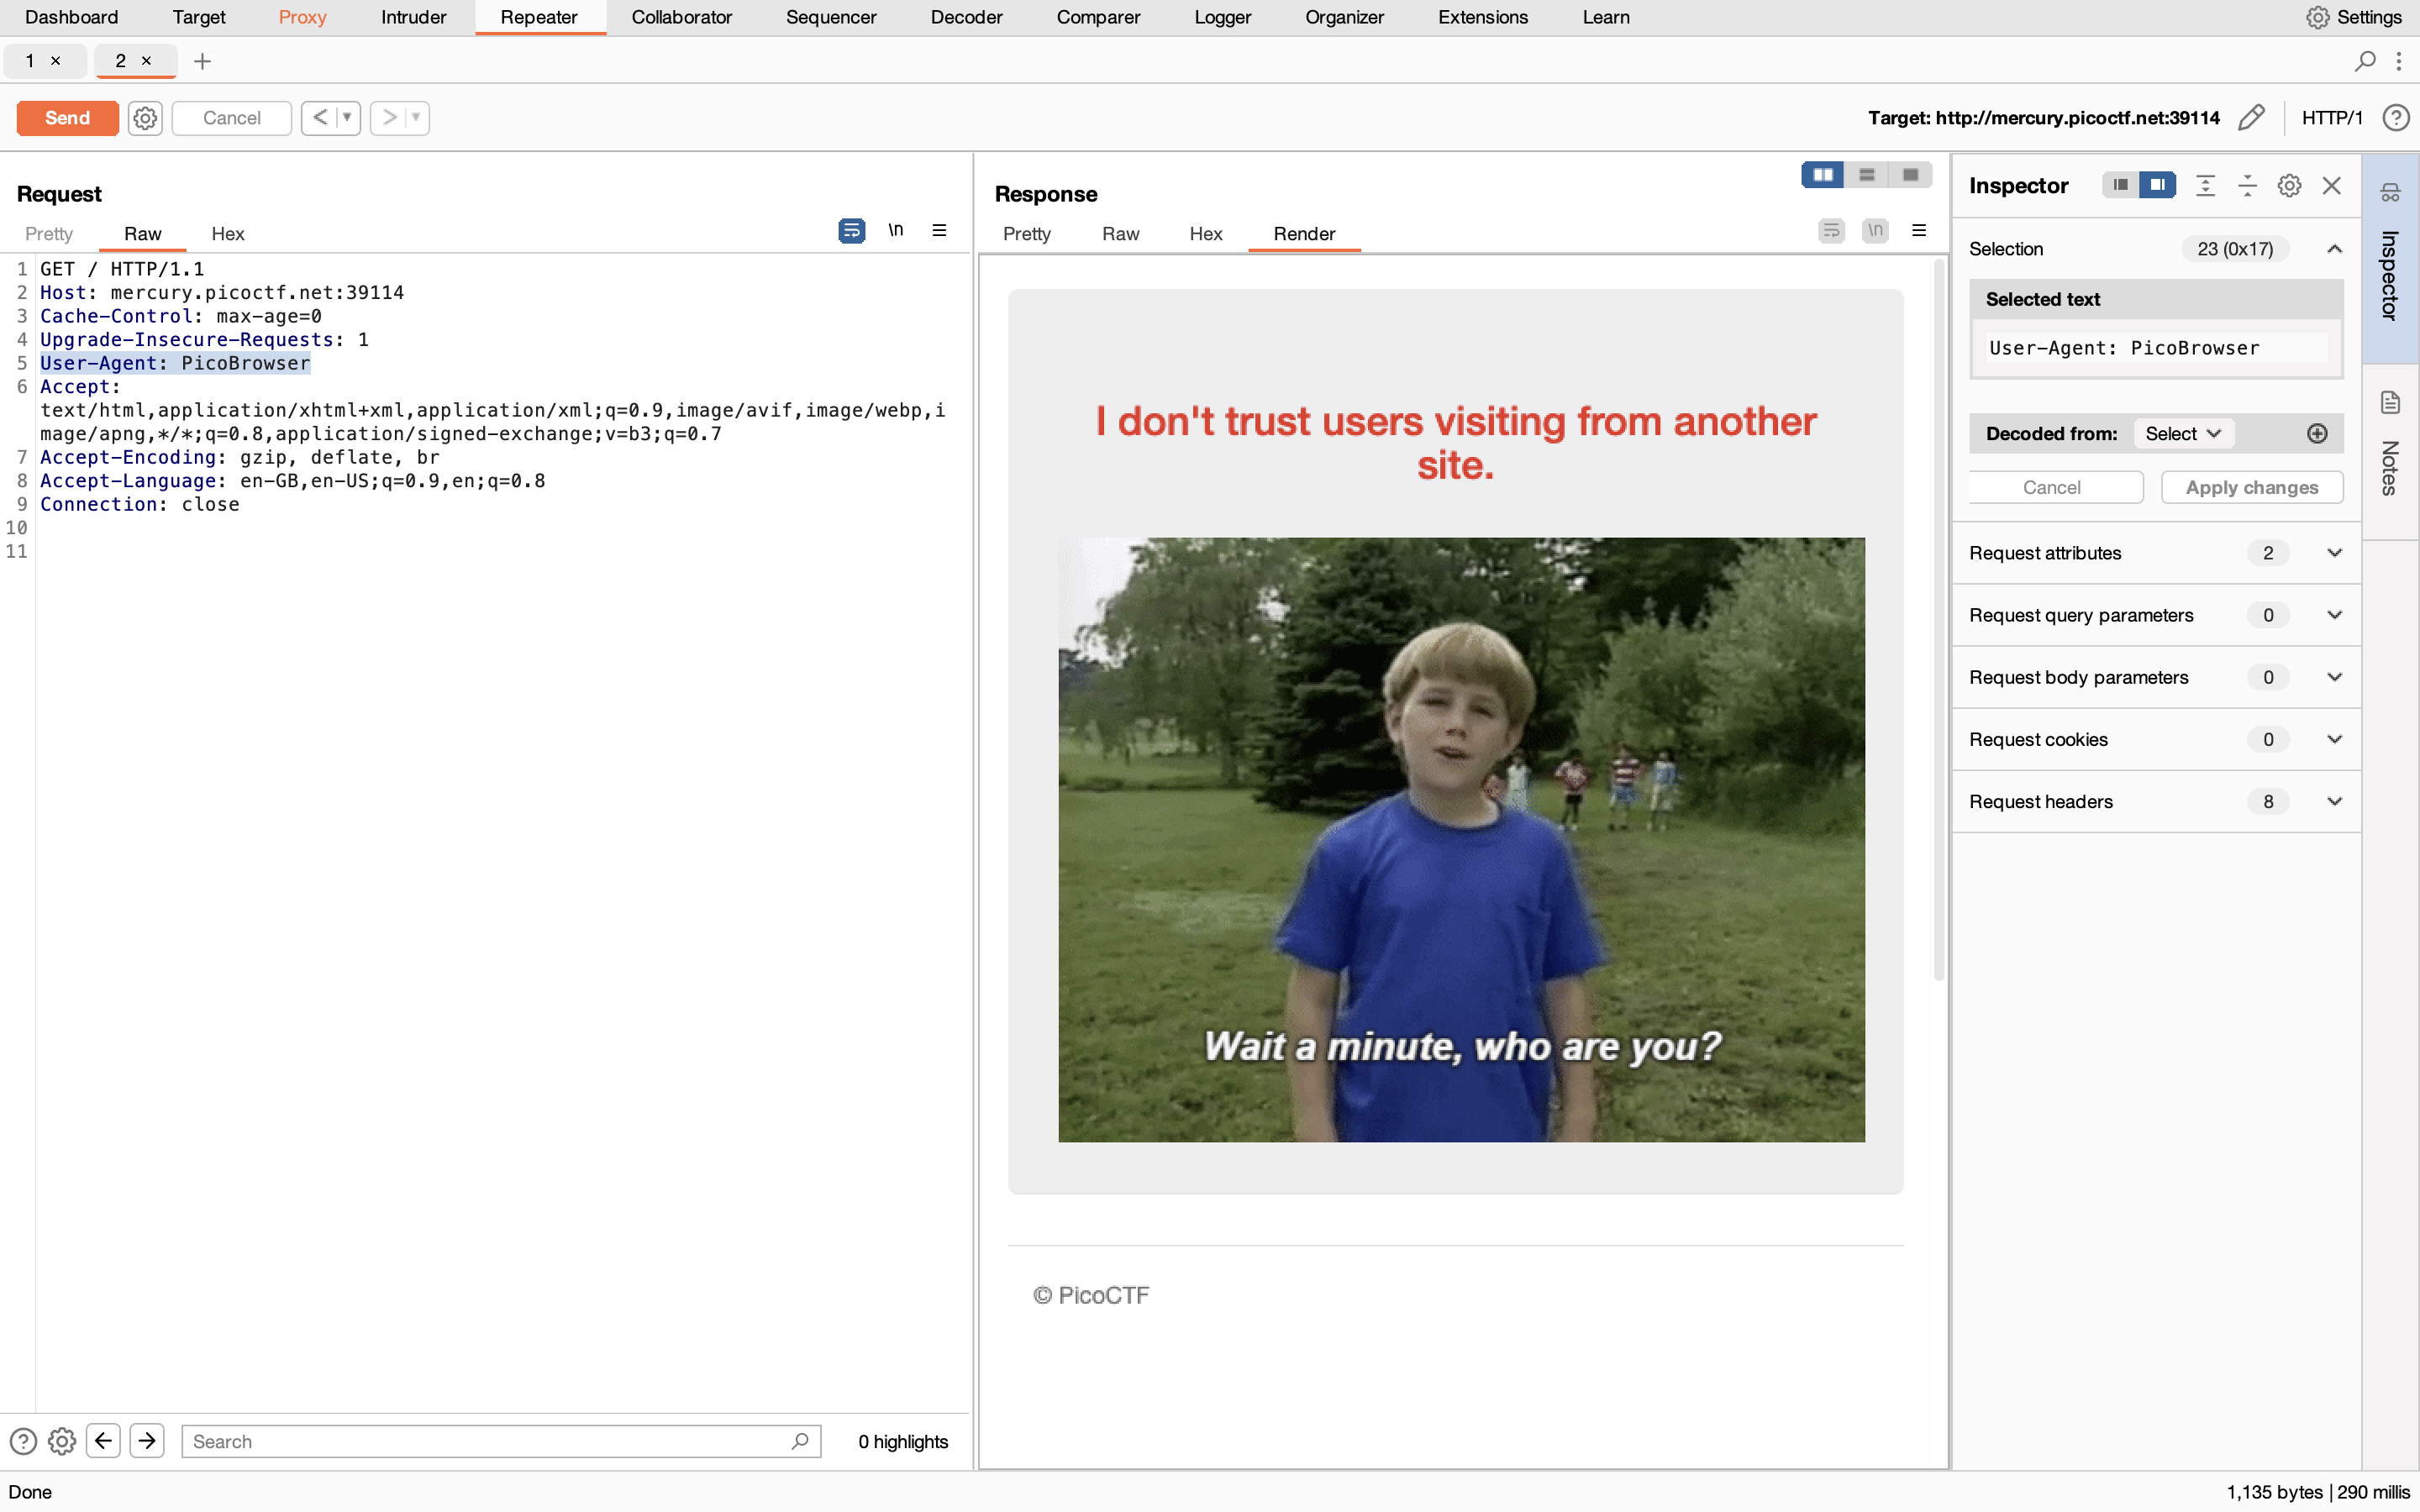 Dashboard Target Proxy Intruder Repeater Collaborator Sequencer Decoder Comparer Logger Organizer Extensions Learn Settings
1 × 2 × +
Send Cancel < > Target: http://mercury.picoctf.net:39114 HTTP/1 ?
Request
Pretty Raw Hex \n
1 GET / HTTP/1.1
2 Host: mercury.picoctf.net:39114
3 Cache-Control: max-age=0
4 Upgrade-Insecure-Requests: 1
5 User-Agent: PicoBrowser
6 Accept:
text/html,application/xhtml+xml,application/xml;q=0.9,image/avif,image/webp,i
mage/apng,*/*;q=0.8,application/signed-exchange;v=b3;q=0.7
7 Accept-Encoding: gzip, deflate, br
8 Accept-Language: en-GB,en-US;q=0.9,en;q=0.8
9 Connection: close
10
11
? Search 0 highlights
Response
Pretty Raw Hex Render \n
I don't trust users visiting from another
site.
Wait a minute, who are you?
© PicoCTF
Inspector
Selection 23 (0x17)
Selected text
User-Agent: PicoBrowser
Decoded from: Select
Cancel Apply changes
Request attributes 2
Request query parameters 0
Request body parameters 0
Request cookies 0
Request headers 8
Inspector
Notes
Done 1,135 bytes | 290 millis